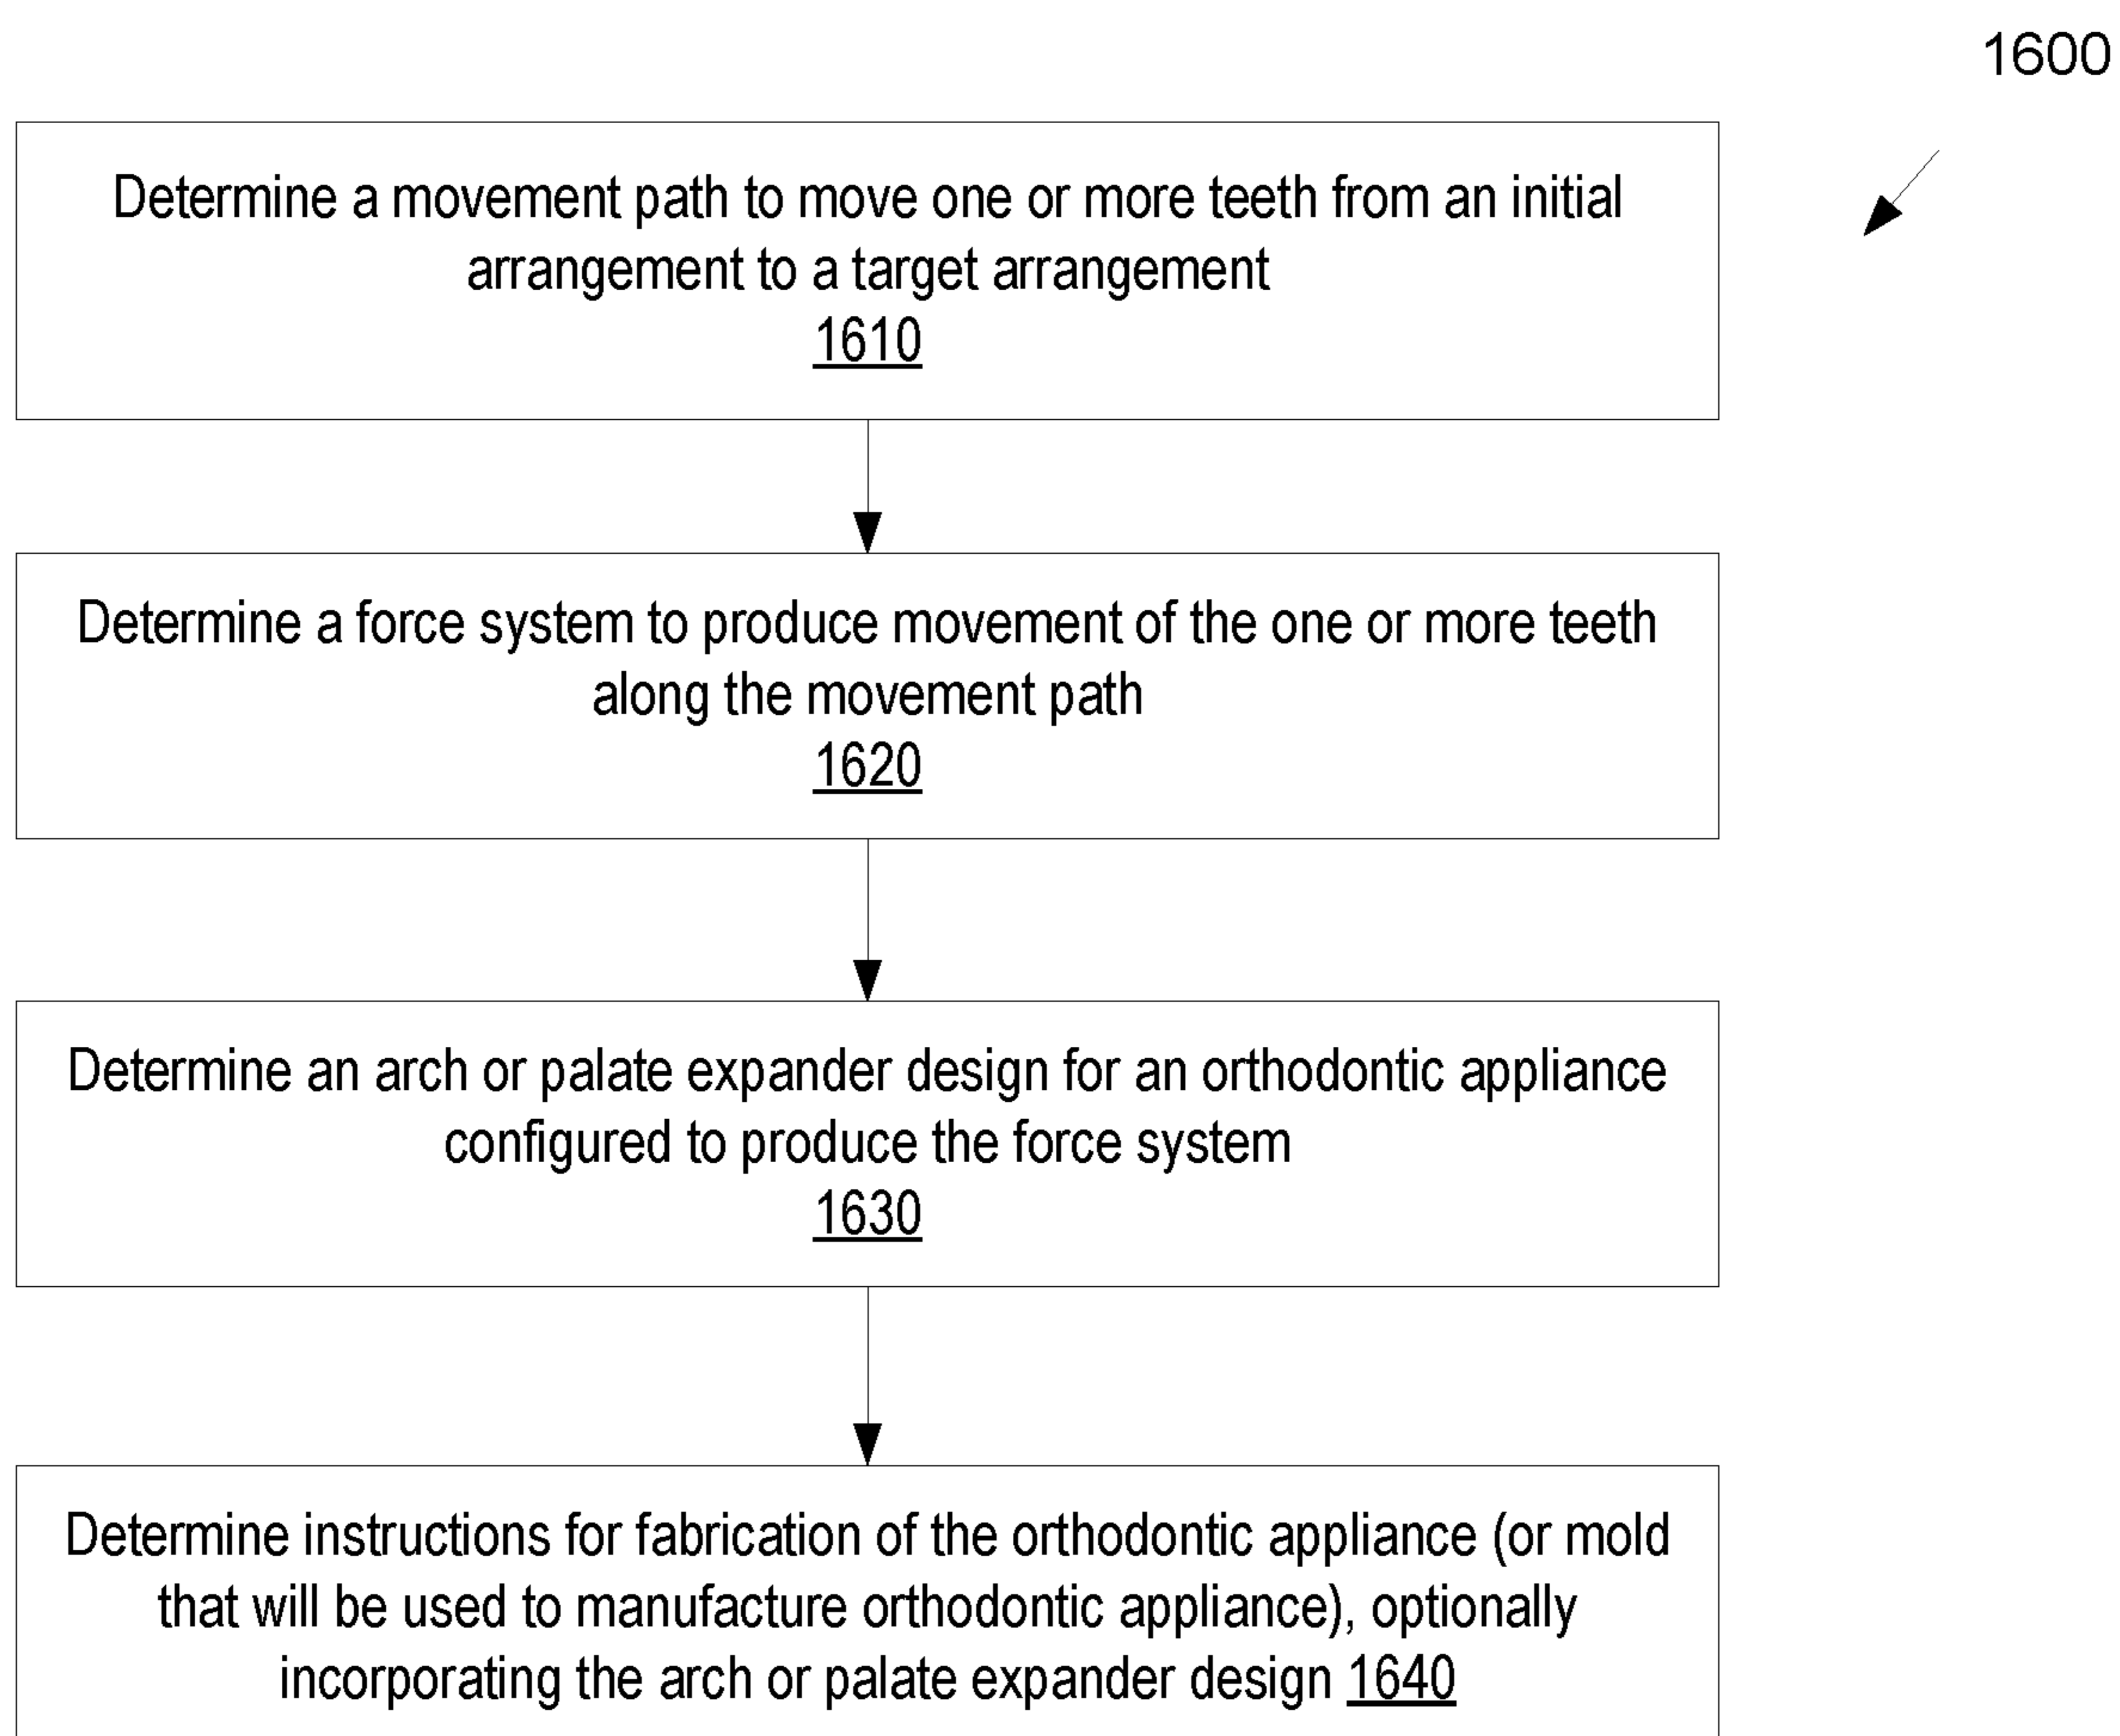 1600
Determine a movement path to move one or more teeth from an initial
arrangement to a target arrangement
1610
Determine a force system to produce movement of the one or more teeth
along the movement path
1620
Determine an arch or palate expander design for an orthodontic appliance
configured to produce the force system
1630
Determine instructions for fabrication of the orthodontic appliance (or mold
that will be used to manufacture orthodontic appliance), optionally
incorporating the arch or palate expander design 1640